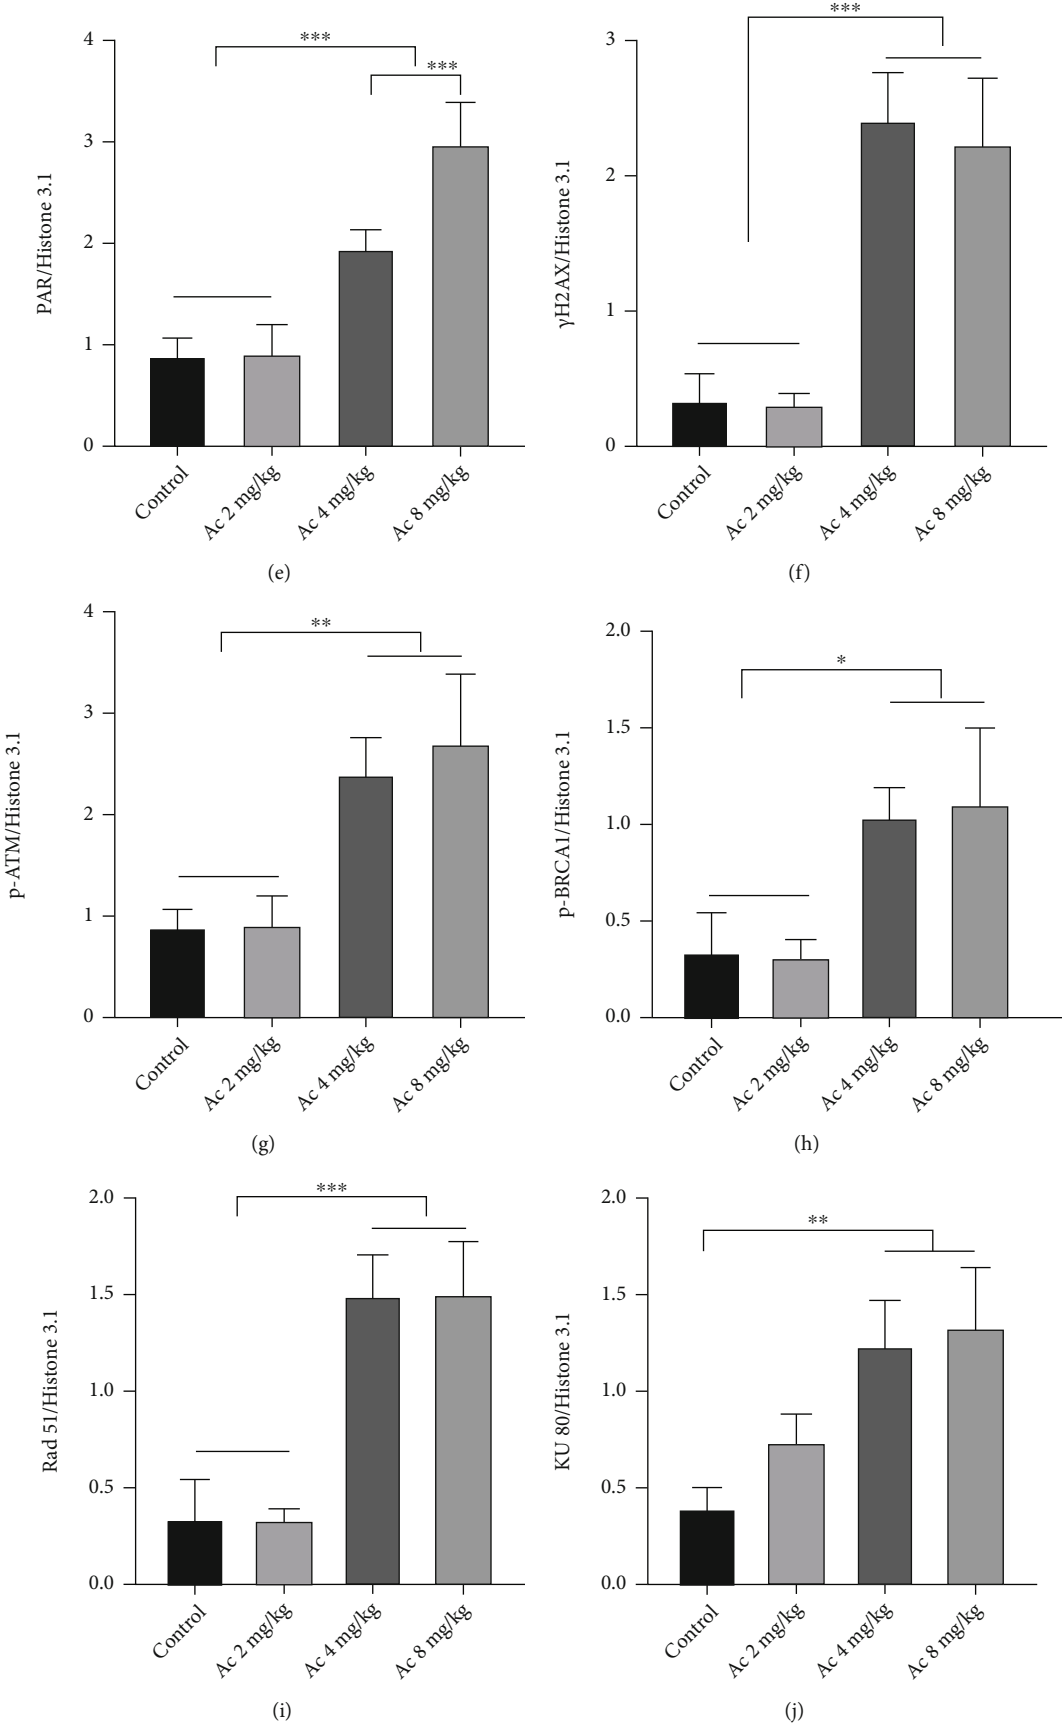 ***
***
4
3
2
1
0
PAR/Histone 3.1
Control
Ac 2 mg/kg
Ac 4 mg/kg
Ac 8 mg/kg
(e)
***
3
2
1
0
γH2AX/Histone 3.1
Control
Ac 2 mg/kg
Ac 4 mg/kg
Ac 8 mg/kg
(f)
**
4
3
2
1
0
p-ATM/Histone 3.1
Control
Ac 2 mg/kg
Ac 4 mg/kg
Ac 8 mg/kg
(g)
*
2.0
1.5
1.0
0.5
0.0
p-BRCA1/Histone 3.1
Control
Ac 2 mg/kg
Ac 4 mg/kg
Ac 8 mg/kg
(h)
***
2.0
1.5
1.0
0.5
0.0
Rad 51/Histone 3.1
Control
Ac 2 mg/kg
Ac 4 mg/kg
Ac 8 mg/kg
(i)
**
2.0
1.5
1.0
0.5
0.0
KU 80/Histone 3.1
Control
Ac 2 mg/kg
Ac 4 mg/kg
Ac 8 mg/kg
(j)